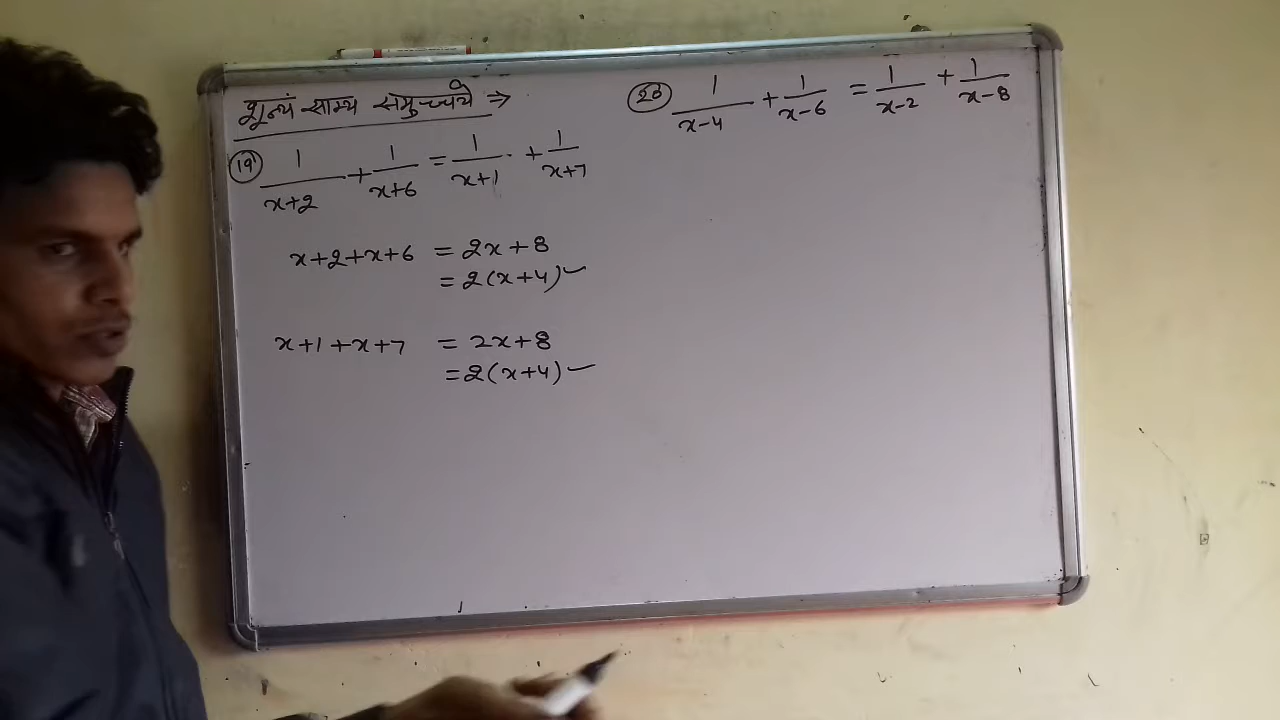 शून्यं साम्य समुच्चये ⇒
(19) 1/(x+2) + 1/(x+6) = 1/(x+1) + 1/(x+7)
x+2+x+6 = 2x+8
= 2(x+4) ✓
x+1+x+7 = 2x+8
= 2(x+4) ✓
(20) 1/(x-4) + 1/(x-6) = 1/(x-2) + 1/(x-8)